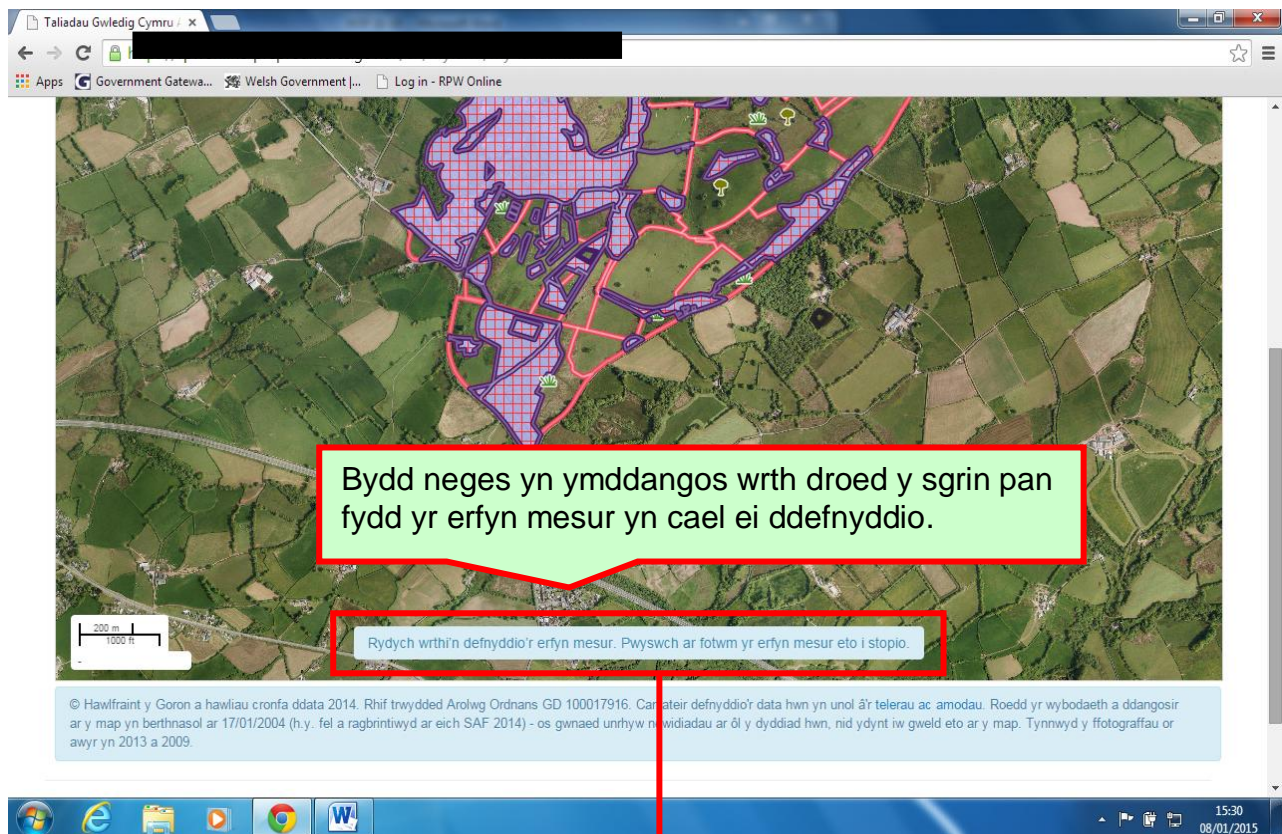 Taliadau Gwledig Cymru /
Apps Government Gatewa... Welsh Government |... Log in - RPW Online
Bydd neges yn ymddangos wrth droed y sgrin pan
fydd yr erfyn mesur yn cael ei ddefnyddio.
200 m
1000 ft
Rydych wrthi'n defnyddio'r erfyn mesur. Pwyswch ar fotwm yr erfyn mesur eto i stopio.
© Hawlfraint y Goron a hawliau cronfa ddata 2014. Rhif trwydded Arolwg Ordnans GD 100017916. defnyddio'r data hwn yn unol â'r telerau ac amodau. Roedd yr wybodaeth a ddangosir
ar y map yn berthnasol ar 17/01/2004 (h.y. fel a ragbrintiwyd ar eich SAF 2014) - os gwnaed unrhyw newidiadau ar ôl y dyddiad hwn, nid ydynt iw gweld eto ar y map. Tynnwyd y ffotograffau or
awyr yn 2013 a 2009.
15:30
08/01/2015